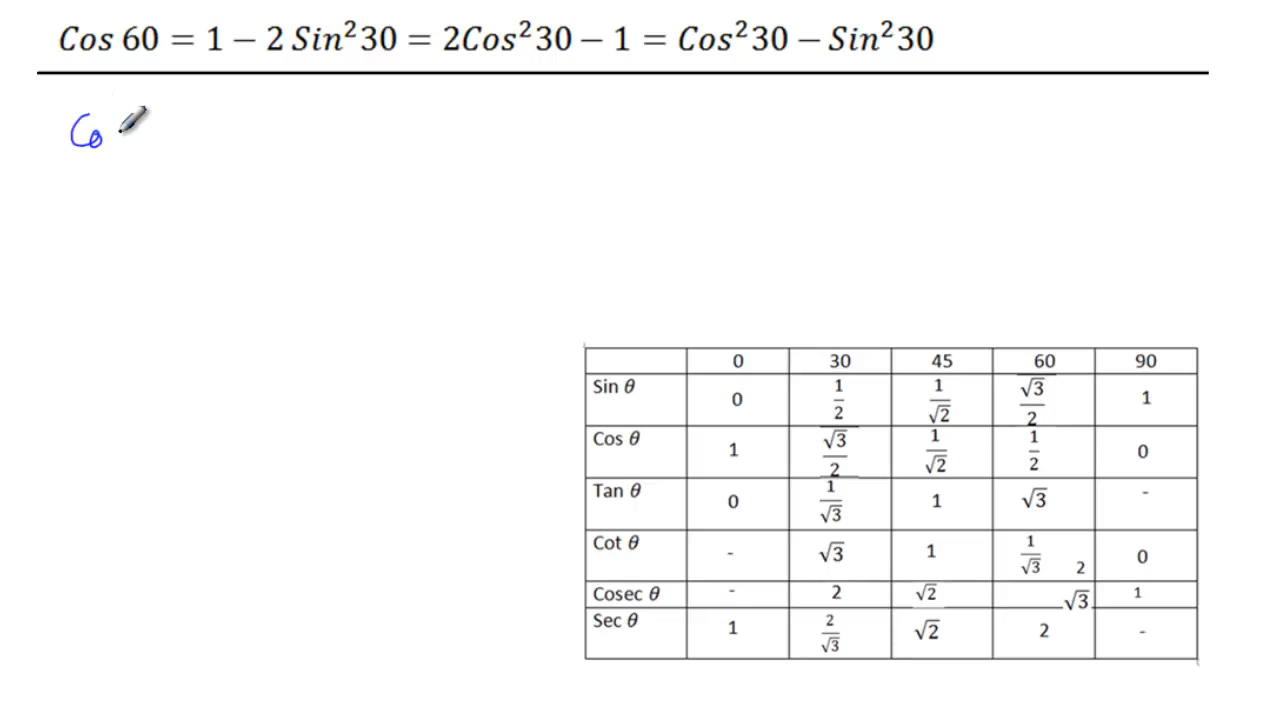 Cos 60 = 1 − 2 Sin²30 = 2Cos²30 − 1 = Cos²30 − Sin²30
Co
0 30 45 60 90
Sin θ 0 1/2 1/√2 √3/2 1
Cos θ 1 √3/2 1/√2 1/2 0
Tan θ 0 1/√3 1 √3 -
Cot θ - √3 1 1/√3 0
Cosec θ - 2 √2 2/√3 1
Sec θ 1 2/√3 √2 2 -